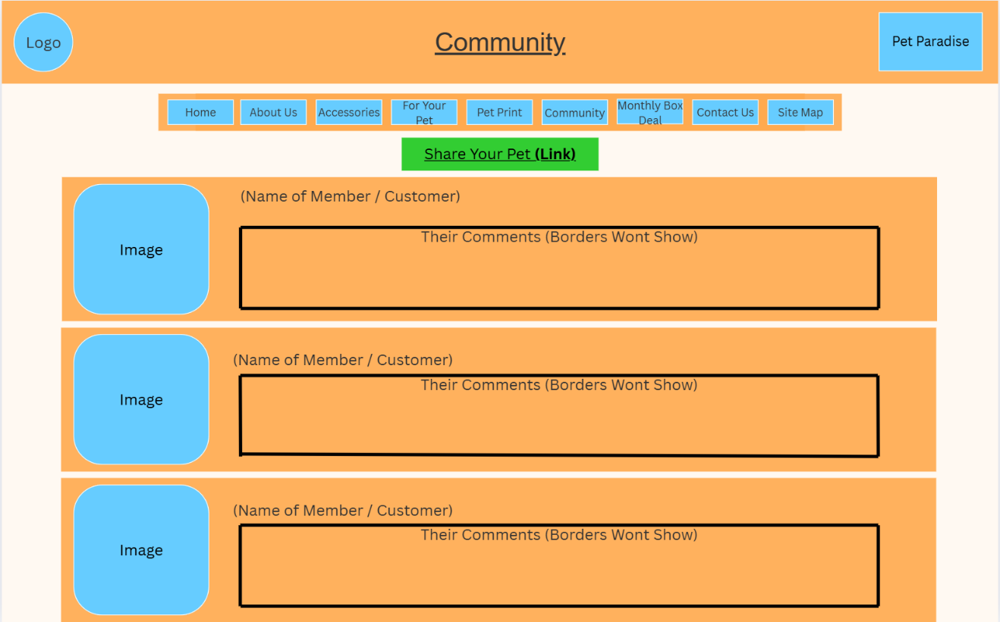 Logo
Community
Pet Paradise
Home
About Us
Accessories
For Your
Pet
Pet Print
Community
Monthly Box
Deal
Contact Us
Site Map
Share Your Pet (Link)
(Name of Member / Customer)
Image
Their Comments (Borders Wont Show)
(Name of Member / Customer)
Image
Their Comments (Borders Wont Show)
(Name of Member / Customer)
Image
Their Comments (Borders Wont Show)